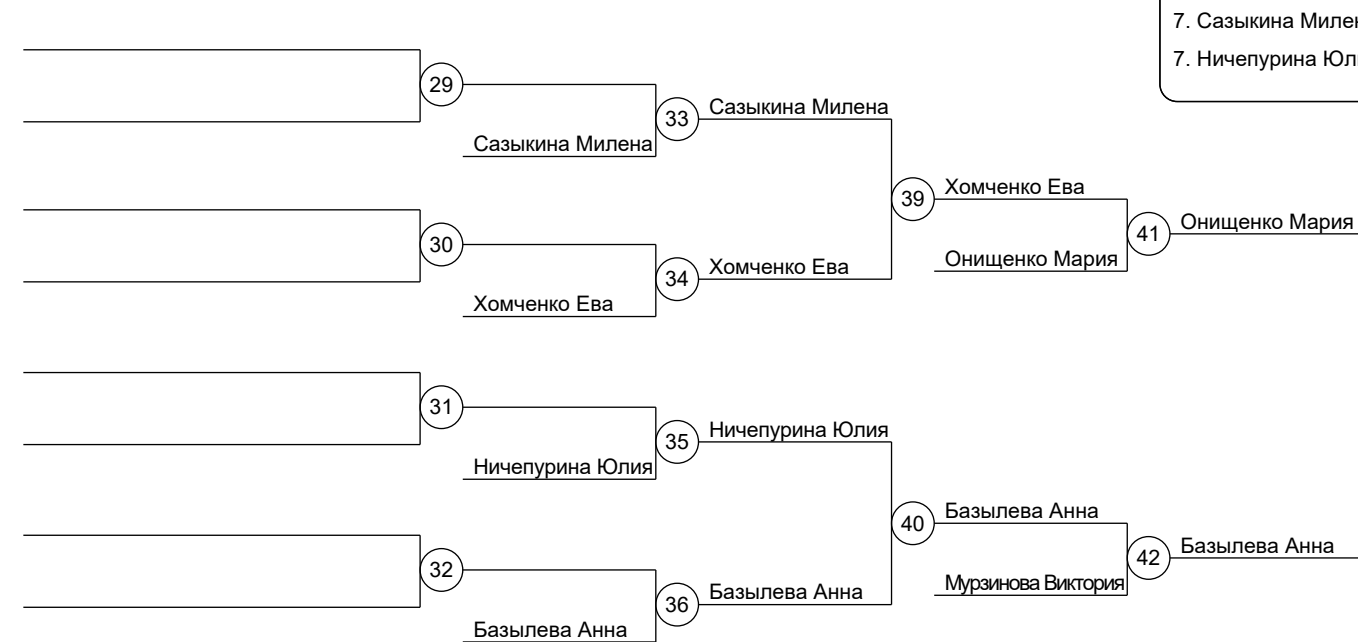 7. Сазыкина Миле
7. Ничепурина Юл
29
Сазыкина Милена
33
Сазыкина Милена
39
Хомченко Ева
41
Онищенко Мария
30
Хомченко Ева
34
Хомченко Ева
Онищенко Мария
31
Ничепурина Юлия
35
Ничепурина Юлия
40
Базылева Анна
42
Базылева Анна
32
Базылева Анна
36
Базылева Анна
Мурзинова Виктория